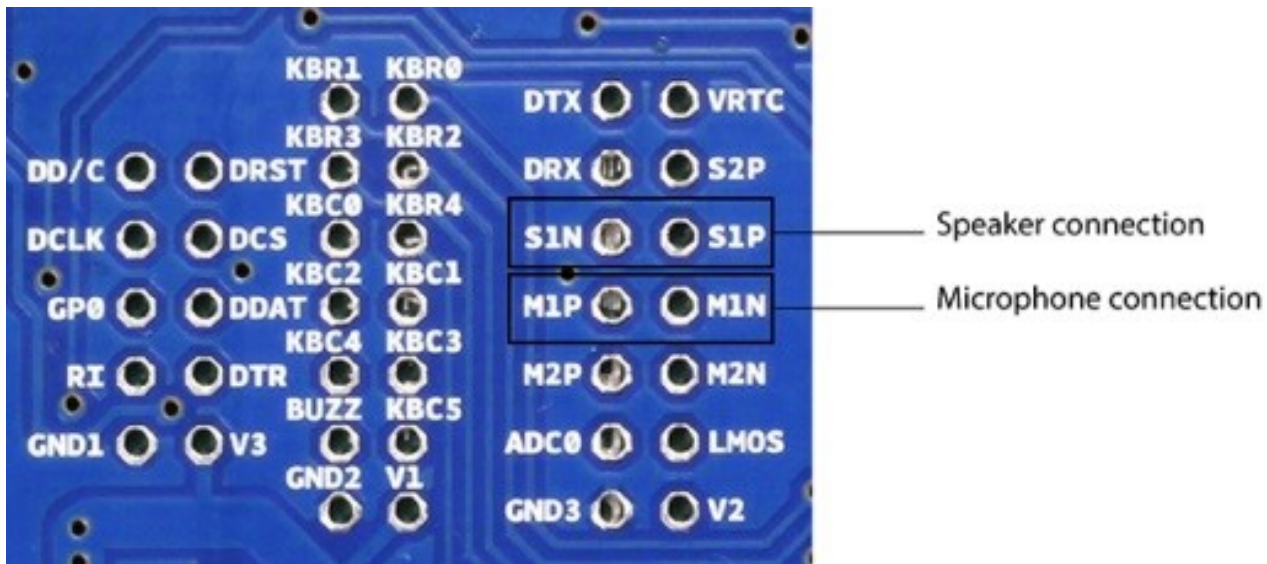 KBR1 KBR0
DTX VRTC
KBR3 KBR2
DD/C DRST DRX S2P
KBC0 KBR4
DCLK DCS S1N S1P Speaker connection
KBC2 KBC1
GP0 DDAT M1P M1N Microphone connection
KBC4 KBC3
RI DTR M2P M2N
BUZZ KBC5
GND1 V3 ADC0 LMOS
GND2 V1
GND3 V2